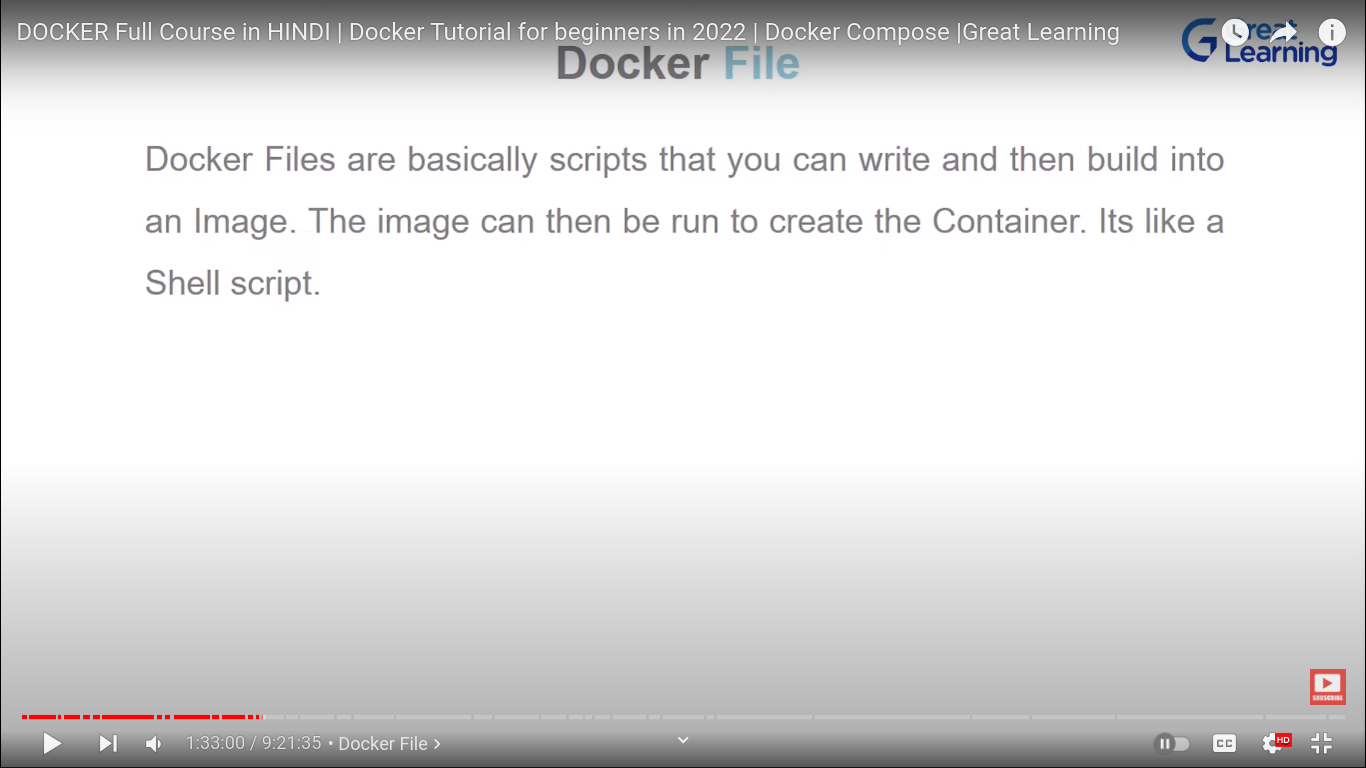 DOCKER Full Course in HINDI | Docker Tutorial for beginners in 2022 | Docker Compose |Great Learning
Great
Learning
Docker File
Docker Files are basically scripts that you can write and then build into
an Image. The image can then be run to create the Container. Its like a
Shell script.
SUBSCRIBE
1:33:00 / 9:21:35 • Docker File >
CC
HD